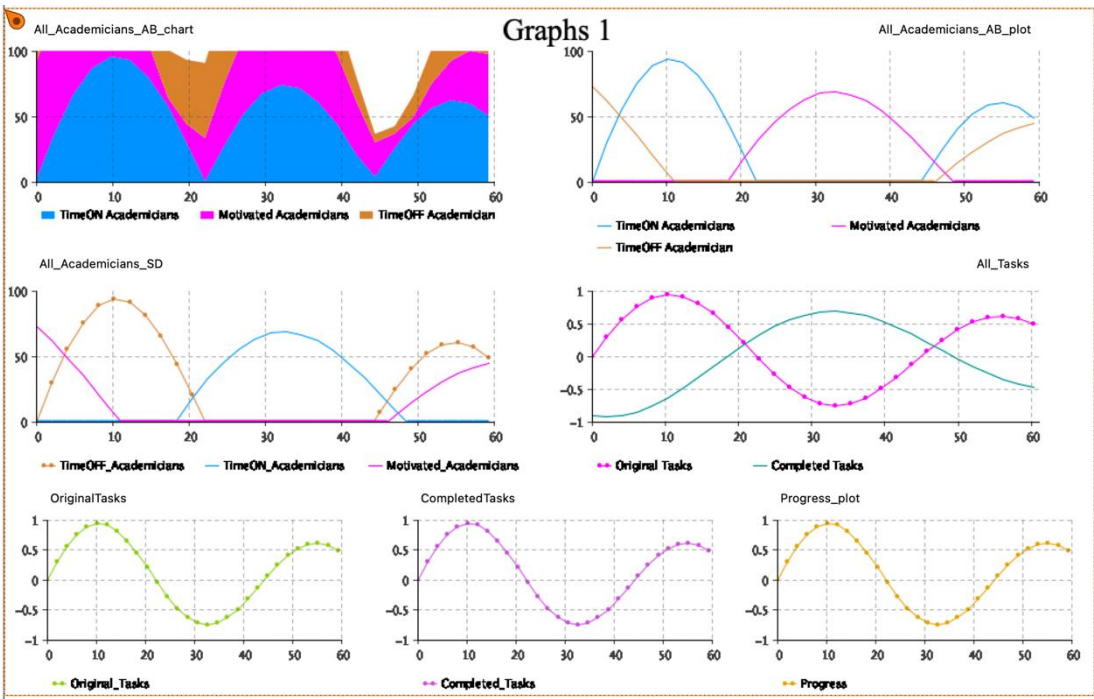 Graphs 1
All_Academicians_AB_chart
100
50
0
0 10 20 30 40 50 60
TimeON Academicians Motivated Academicians TimeOFF Academician
All_Academicians_AB_plot
100
50
0
0 10 20 30 40 50 60
TimeON Academicians Motivated Academicians
TimeOFF Academician
All_Academicians_SD
100
50
0
0 10 20 30 40 50 60
TimeOFF_Academicians TimeON_Academicians Motivated_Academicians
All_Tasks
1
0.5
0
−0.5
−1
0 10 20 30 40 50 60
Original Tasks Completed Tasks
OriginalTasks
1
0.5
0
−0.5
−1
0 10 20 30 40 50 60
Original_Tasks
CompletedTasks
1
0.5
0
−0.5
−1
0 10 20 30 40 50 60
Completed_Tasks
Progress_plot
1
0.5
0
−0.5
−1
0 10 20 30 40 50 60
Progress